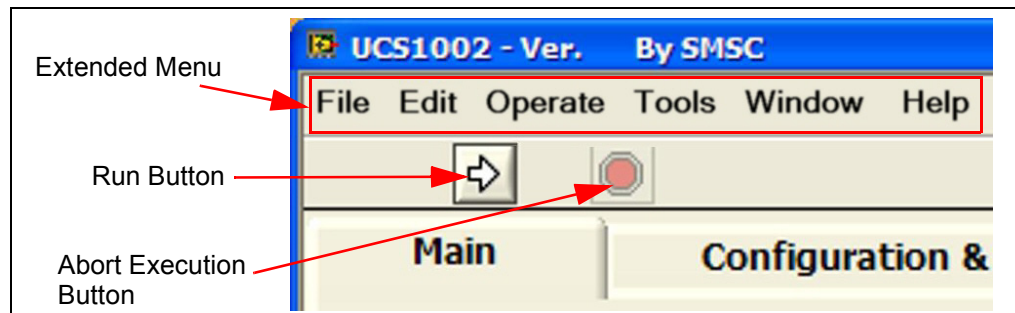 UCS1002 - Ver. By SMSC
Extended Menu
File Edit Operate Tools Window Help
Run Button
Main
Configuration &
Abort Execution
Button